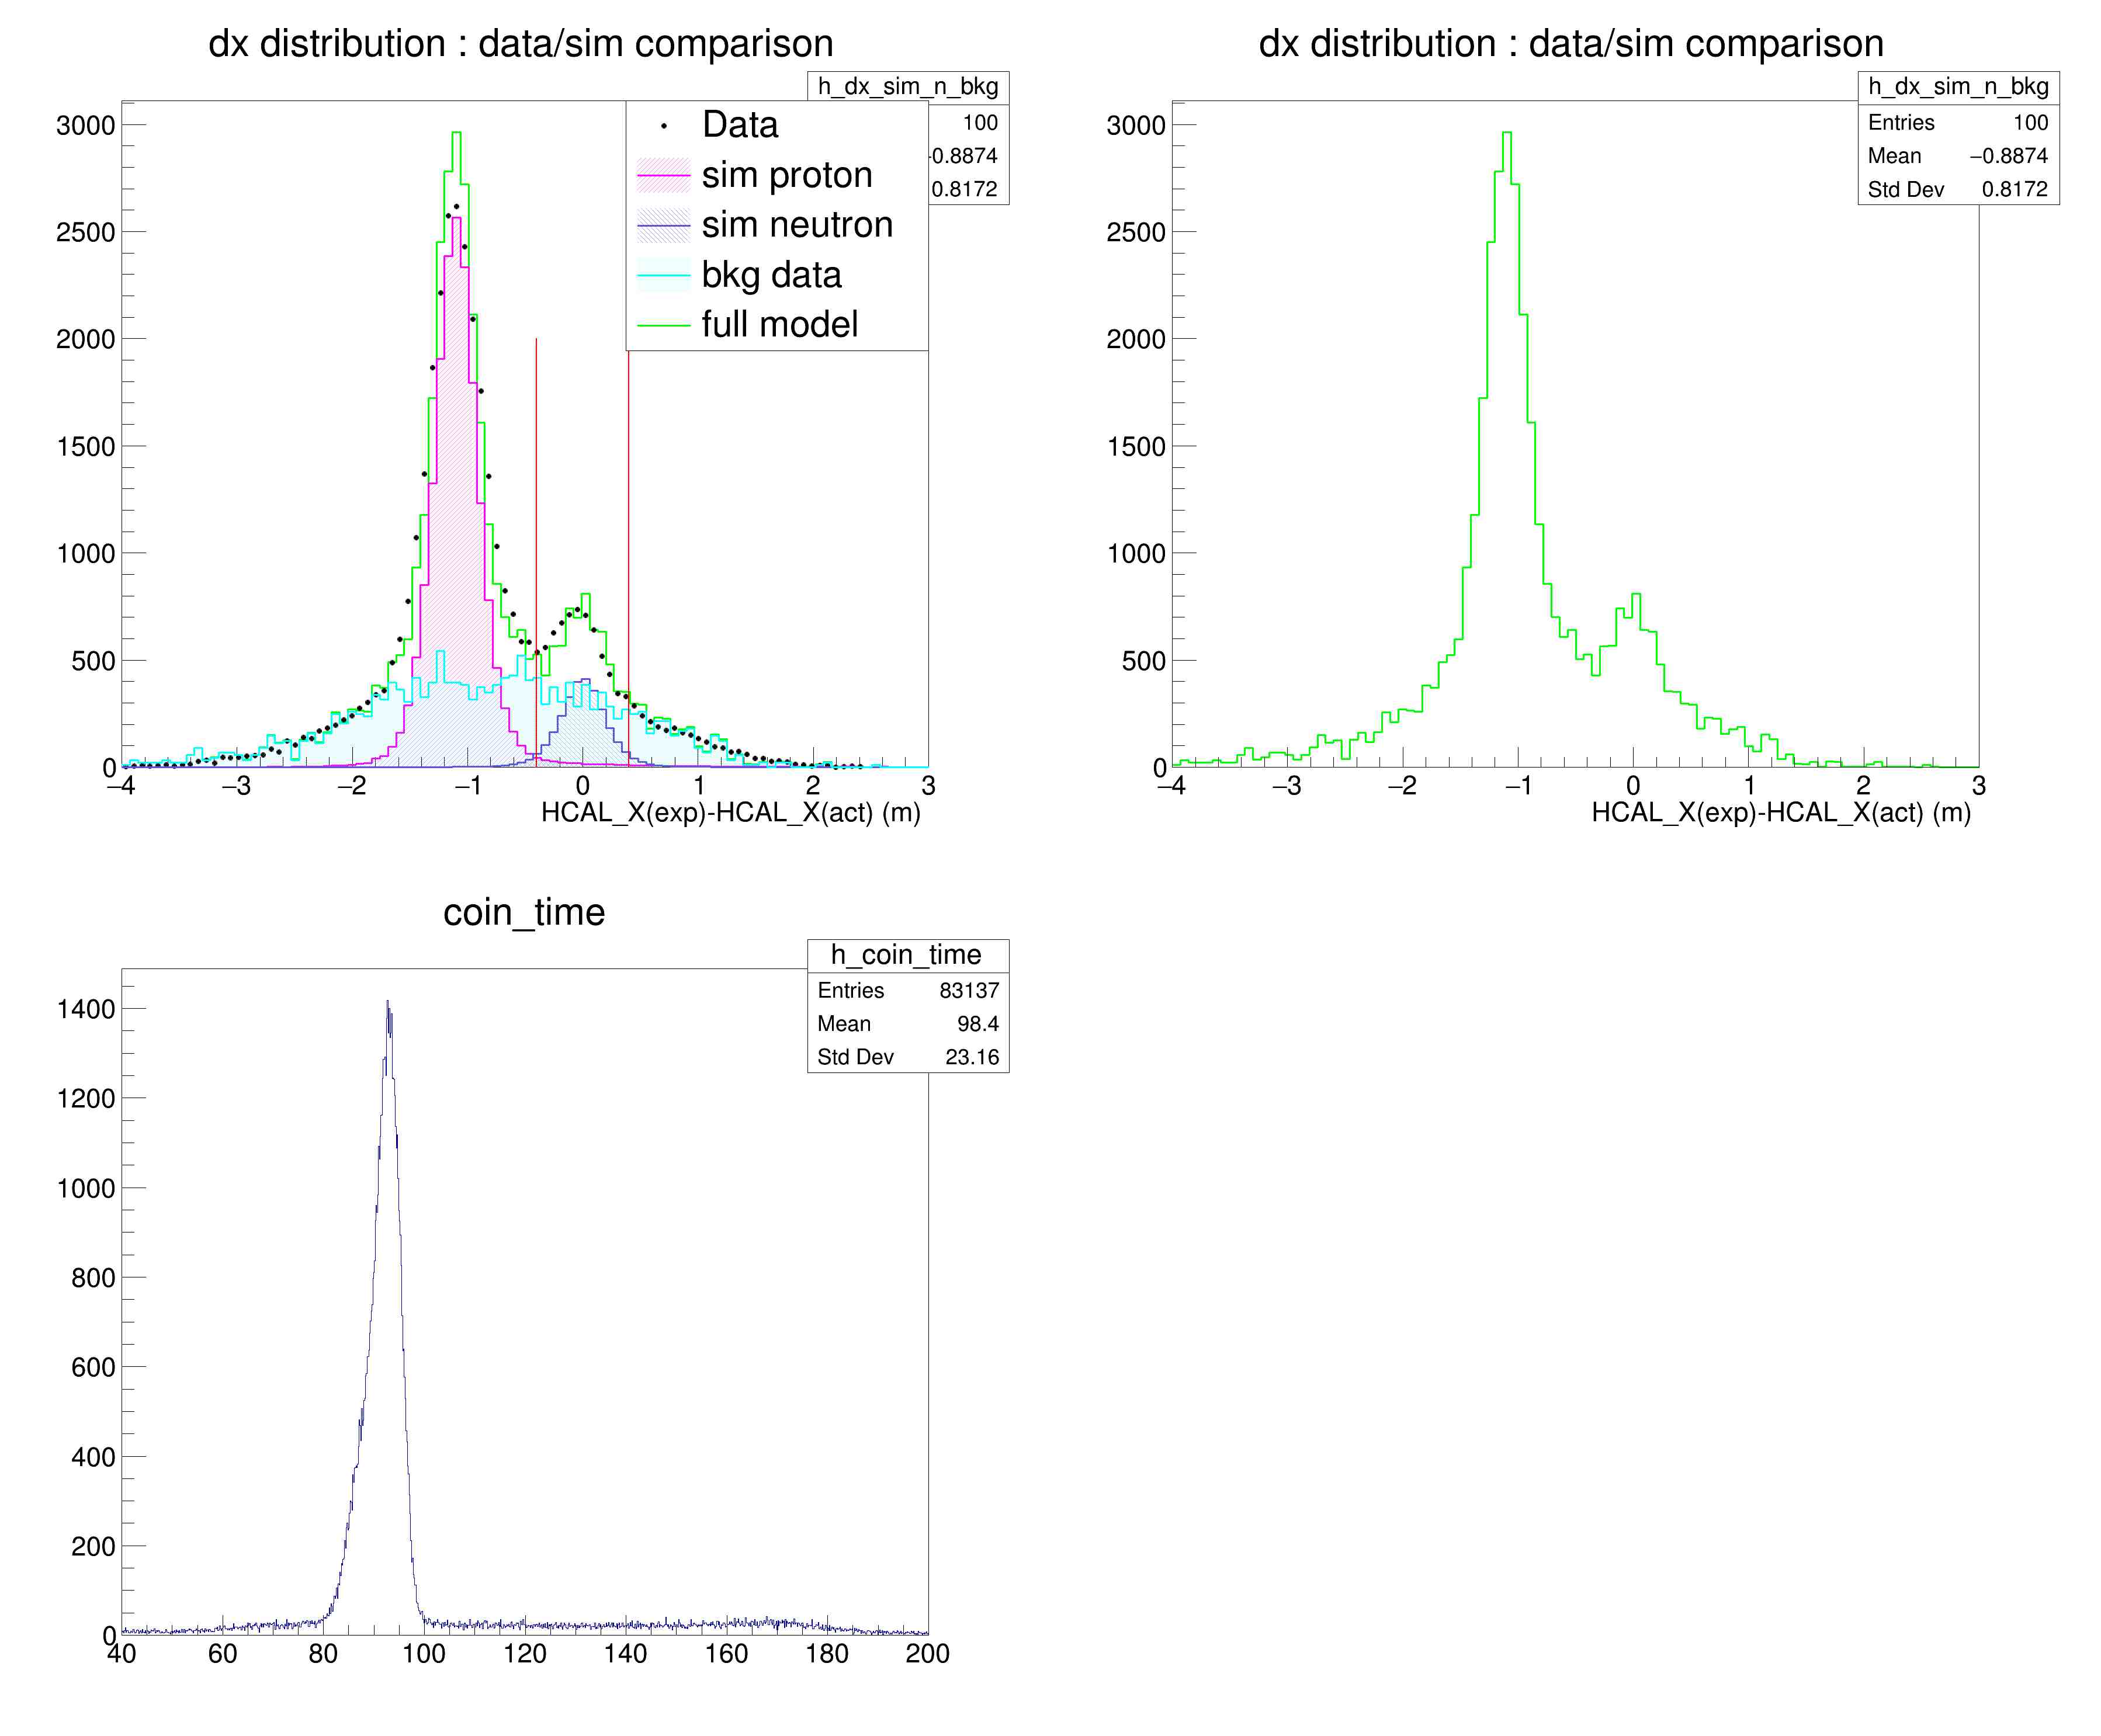 dx distribution : data/sim comparison
h_dx_sim_n_bkg
100
-0.8874
0.8172
Data
sim proton
sim neutron
bkg data
full model
3000
2500
2000
1500
1000
500
0
−4 −3 −2 −1 0 1 2 3
HCAL_X(exp)-HCAL_X(act) (m)
dx distribution : data/sim comparison
h_dx_sim_n_bkg
Entries 100
Mean −0.8874
Std Dev 0.8172
3000
2500
2000
1500
1000
500
0
−4 −3 −2 −1 0 1 2 3
HCAL_X(exp)-HCAL_X(act) (m)
coin_time
h_coin_time
Entries 83137
Mean 98.4
Std Dev 23.16
1400
1200
1000
800
600
400
200
0
40 60 80 100 120 140 160 180 200